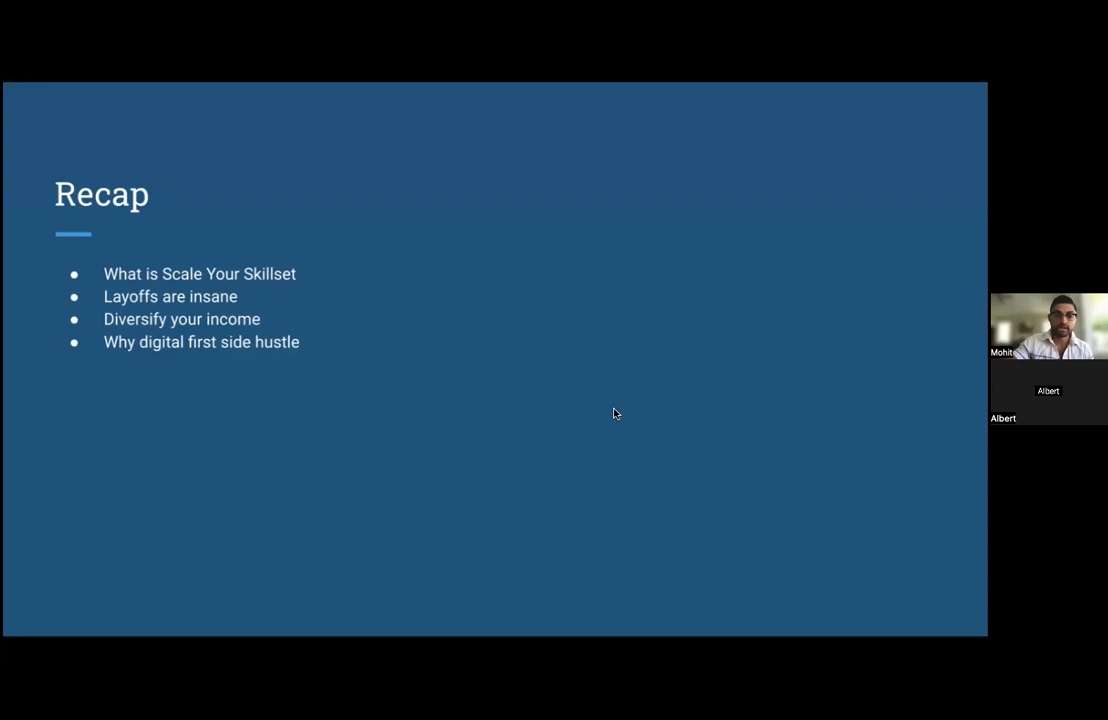 Recap
● What is Scale Your Skillset
● Layoffs are insane
● Diversify your income
● Why digital first side hustle
Mohit
Albert
Albert